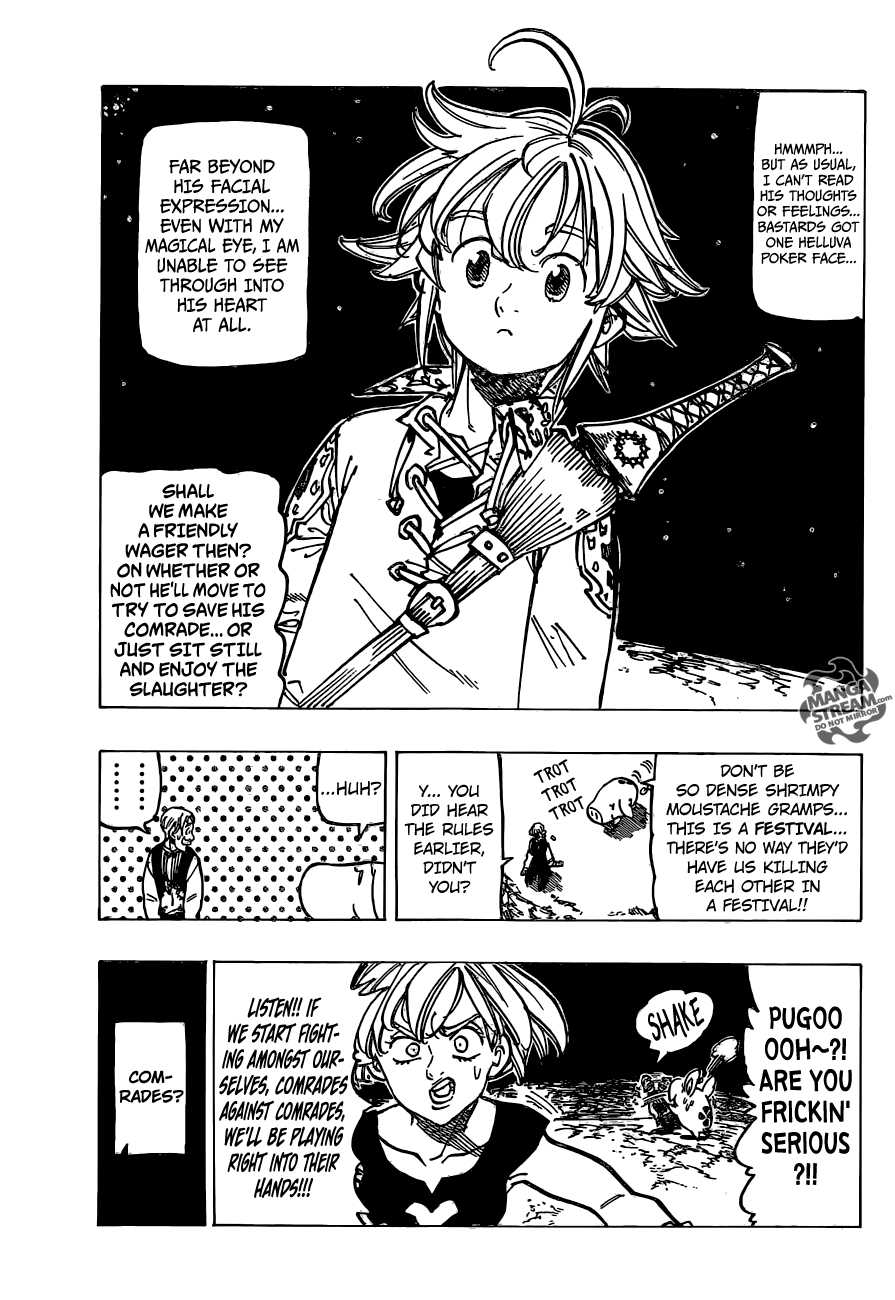 HMMMPH...
BUT AS USUAL,
I CAN'T READ
HIS THOUGHTS
OR FEELINGS...
BASTARDS GOT
ONE HELLUVA
POKER FACE...
FAR BEYOND
HIS FACIAL
EXPRESSION...
EVEN WITH MY
MAGICAL EYE, I AM
UNABLE TO SEE
THROUGH INTO
HIS HEART
AT ALL.
SHALL
WE MAKE
A FRIENDLY
WAGER THEN?
ON WHETHER OR
NOT HE'LL MOVE TO
TRY TO SAVE HIS
COMRADE... OR
JUST SIT STILL
AND ENJOY THE
SLAUGHTER?
MANGA
STREAM.com
DO NOT MIRROR
DON'T BE
SO DENSE SHRIMPY
MOUSTACHE GRAMPS...
THIS IS A FESTIVAL...
THERE'S NO WAY THEY'D
HAVE US KILLING
EACH OTHER IN
A FESTIVAL!!
TROT
TROT
TROT
Y... YOU
DID HEAR
THE RULES
EARLIER,
DIDN'T
YOU?
...HUH?
......
PUGOO
OOH~?!
ARE YOU
FRICKIN'
SERIOUS
?!!
SHAKE
LISTEN!! IF
WE START FIGHT-
ING AMONGST OUR-
SELVES, COMRADES
AGAINST COMRADES,
WE'LL BE PLAYING
RIGHT INTO THEIR
HANDS!!!
COM-
RADES?